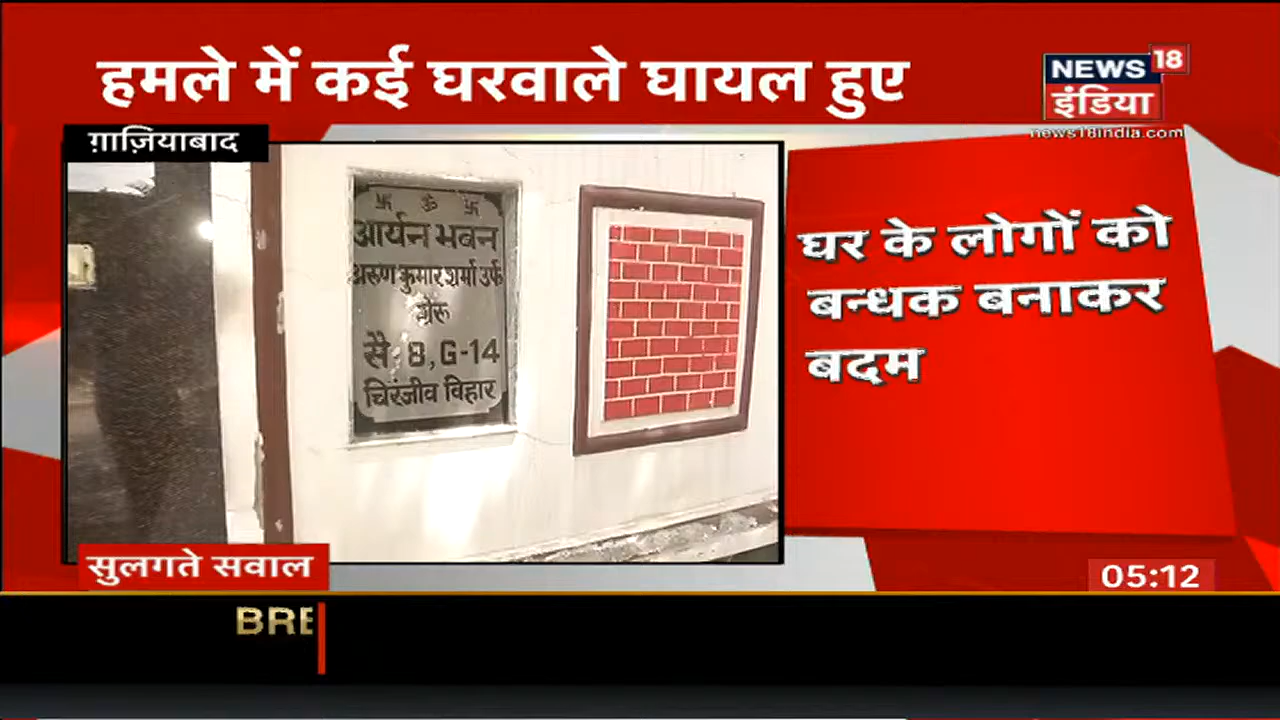 हमले में कई घरवाले घायल हुए
NEWS 18
इंडिया
news18india.com
ग़ाज़ियाबाद
आर्यन भबन
अरुण कुमार शर्मा उर्फ
सै. 8, G-14
चिरंजीव विहार
घर के लोगों को
बन्धक बनाकर
बदम
सुलगते सवाल
05:12
BRE